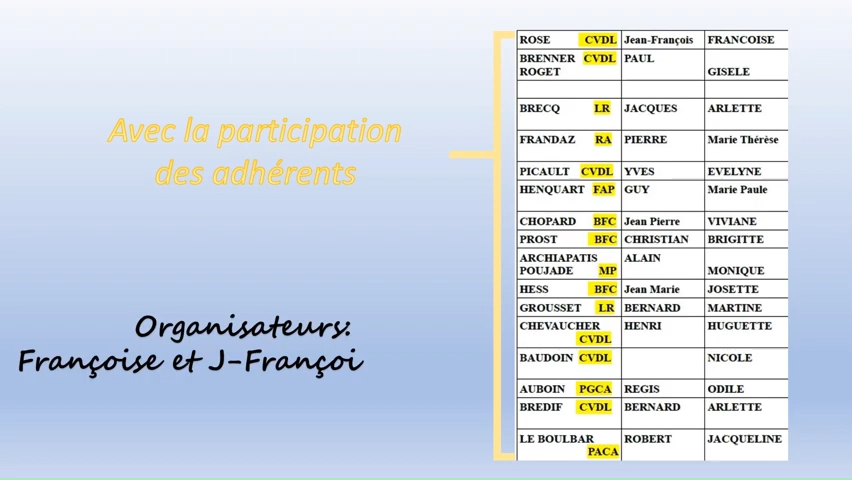 Avec la participation
des adhérents
Organisateurs:
Françoise et J-Françoi
ROSE CVDL Jean-François FRANCOISE
BRENNER CVDL PAUL
ROGET GISELE
BRECQ LR JACQUES ARLETTE
FRANDAZ RA PIERRE Marie Thérèse
PICAULT CVDL YVES EVELYNE
HENQUART FAP GUY Marie Paule
CHOPARD BFC Jean Pierre VIVIANE
PROST BFC CHRISTIAN BRIGITTE
ARCHIAPATIS ALAIN
POUJADE MP MONIQUE
HESS BFC Jean Marie JOSETTE
GROUSSET LR BERNARD MARTINE
CHEVAUCHER HENRI HUGUETTE
CVDL
BAUDOIN CVDL NICOLE
AUBOIN PGCA REGIS ODILE
BREDIF CVDL BERNARD ARLETTE
LE BOULBAR ROBERT JACQUELINE
PACA